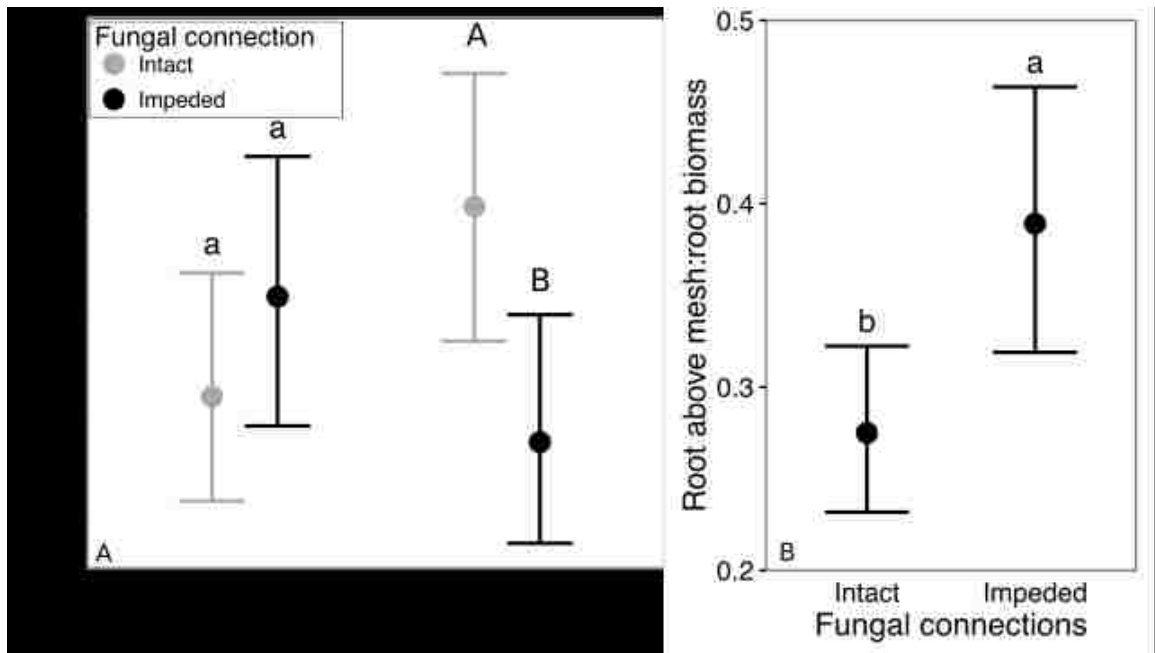 Fungal connection
Intact
Impeded
a
a
A
B
A
Root above mesh:root biomass
0.5
0.4
0.3
0.2
b
a
B
Intact
Impeded
Fungal connections